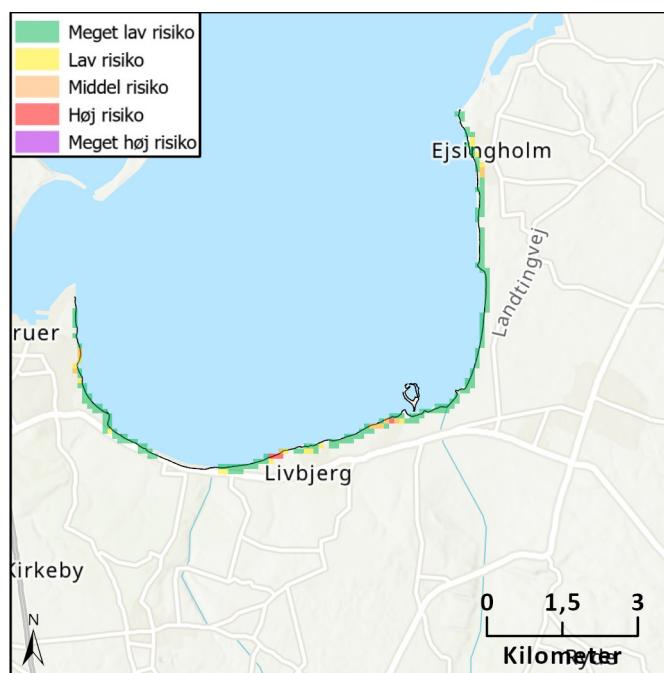 Meget lav risiko
Lav risiko
Middel risiko
Høj risiko
Meget høj risiko
Ejsingholm
Landtingvej
ruer
Livbjerg
Kirkeby
0 1,5 3
Kilometer
Ryde
N